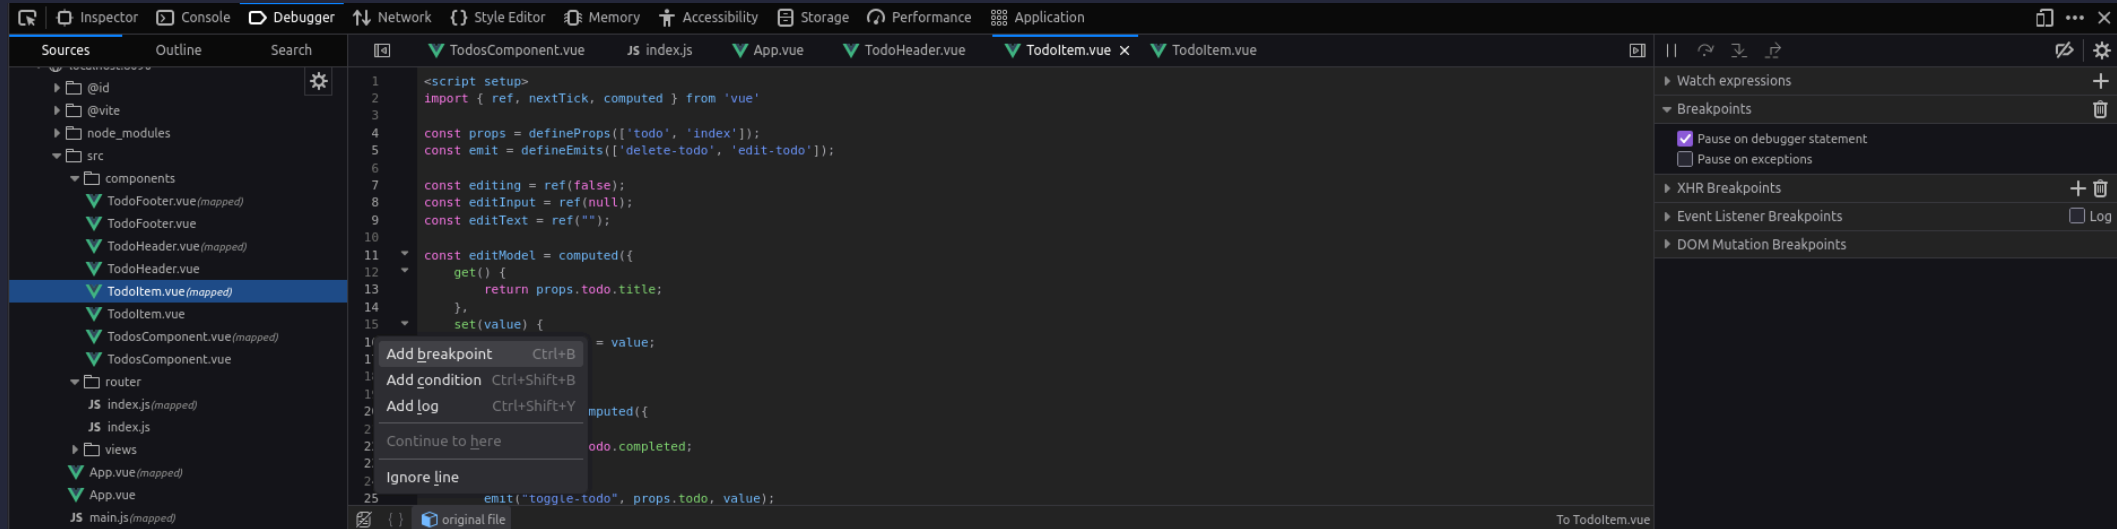 Inspector Console Debugger Network Style Editor Memory Accessibility Storage Performance Application
Sources Outline Search
TodosComponent.vue JS index.js App.vue TodoHeader.vue TodoItem.vue TodoItem.vue
@id
@vite
node_modules
src
components
TodoFooter.vue(mapped)
TodoFooter.vue
TodoHeader.vue(mapped)
TodoHeader.vue
TodoItem.vue(mapped)
TodoItem.vue
TodosComponent.vue(mapped)
TodosComponent.vue
router
JS index.js(mapped)
JS index.js
views
App.vue(mapped)
App.vue
JS main.js(mapped)
1 <script setup>
2 import { ref, nextTick, computed } from 'vue'
3
4 const props = defineProps(['todo', 'index']);
5 const emit = defineEmits(['delete-todo', 'edit-todo']);
6
7 const editing = ref(false);
8 const editInput = ref(null);
9 const editText = ref("");
10
11 const editModel = computed({
12 get() {
13 return props.todo.title;
14 },
15 set(value) {
= value;
mputed({
odo.completed;
25 emit("toggle-todo", props.todo, value);
Add breakpoint Ctrl+B
Add condition Ctrl+Shift+B
Add log Ctrl+Shift+Y
Continue to here
Ignore line
{ } original file
To TodoItem.vue
Watch expressions
Breakpoints
Pause on debugger statement
Pause on exceptions
XHR Breakpoints
Event Listener Breakpoints Log
DOM Mutation Breakpoints